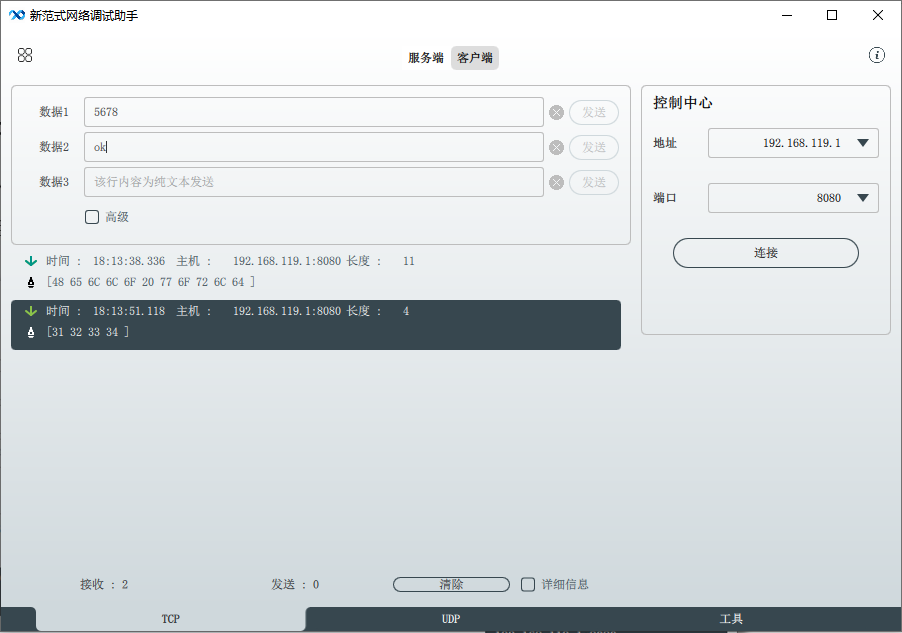 新范式网络调试助手
服务端 客户端
数据1 5678 发送
数据2 ok 发送
数据3 该行内容为纯文本发送 发送
高级
控制中心
地址 192.168.119.1
端口 8080
连接
时间 : 18:13:38.336 主机 : 192.168.119.1:8080 长度 : 11
[48 65 6C 6C 6F 20 77 6F 72 6C 64 ]
时间 : 18:13:51.118 主机 : 192.168.119.1:8080 长度 : 4
[31 32 33 34 ]
接收 : 2 发送 : 0 清除 详细信息
TCP UDP 工具